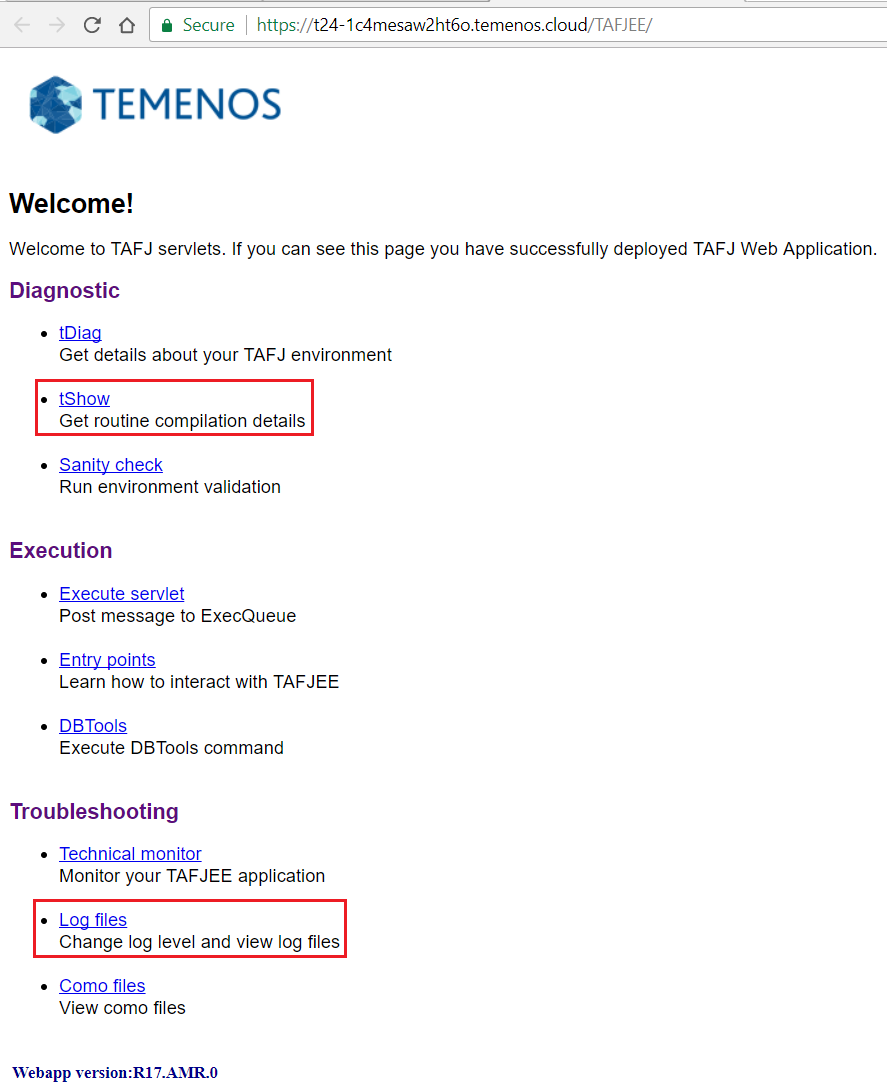 Secure https://t24-1c4mesaw2ht6o.temenos.cloud/TAFJEE/
TEMENOS
Welcome!
Welcome to TAFJ servlets. If you can see this page you have successfully deployed TAFJ Web Application.
Diagnostic
tDiag
Get details about your TAFJ environment
tShow
Get routine compilation details
Sanity check
Run environment validation
Execution
Execute servlet
Post message to ExecQueue
Entry points
Learn how to interact with TAFJEE
DBTools
Execute DBTools command
Troubleshooting
Technical monitor
Monitor your TAFJEE application
Log files
Change log level and view log files
Como files
View como files
Webapp version:R17.AMR.0